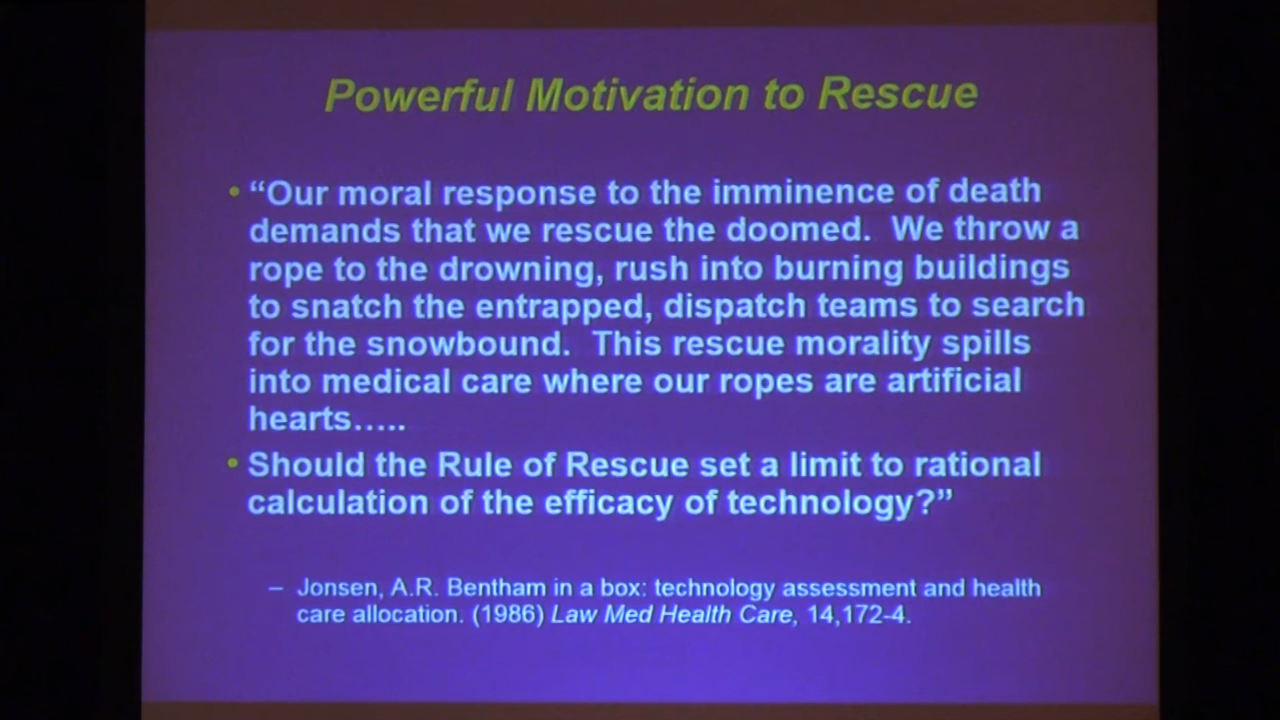 Powerful Motivation to Rescue
• “Our moral response to the imminence of death
demands that we rescue the doomed.  We throw a
rope to the drowning, rush into burning buildings
to snatch the entrapped, dispatch teams to search
for the snowbound.  This rescue morality spills
into medical care where our ropes are artificial
hearts…..
• Should the Rule of Rescue set a limit to rational
calculation of the efficacy of technology?”
– Jonsen, A.R. Bentham in a box: technology assessment and health
care allocation. (1986) Law Med Health Care, 14,172-4.